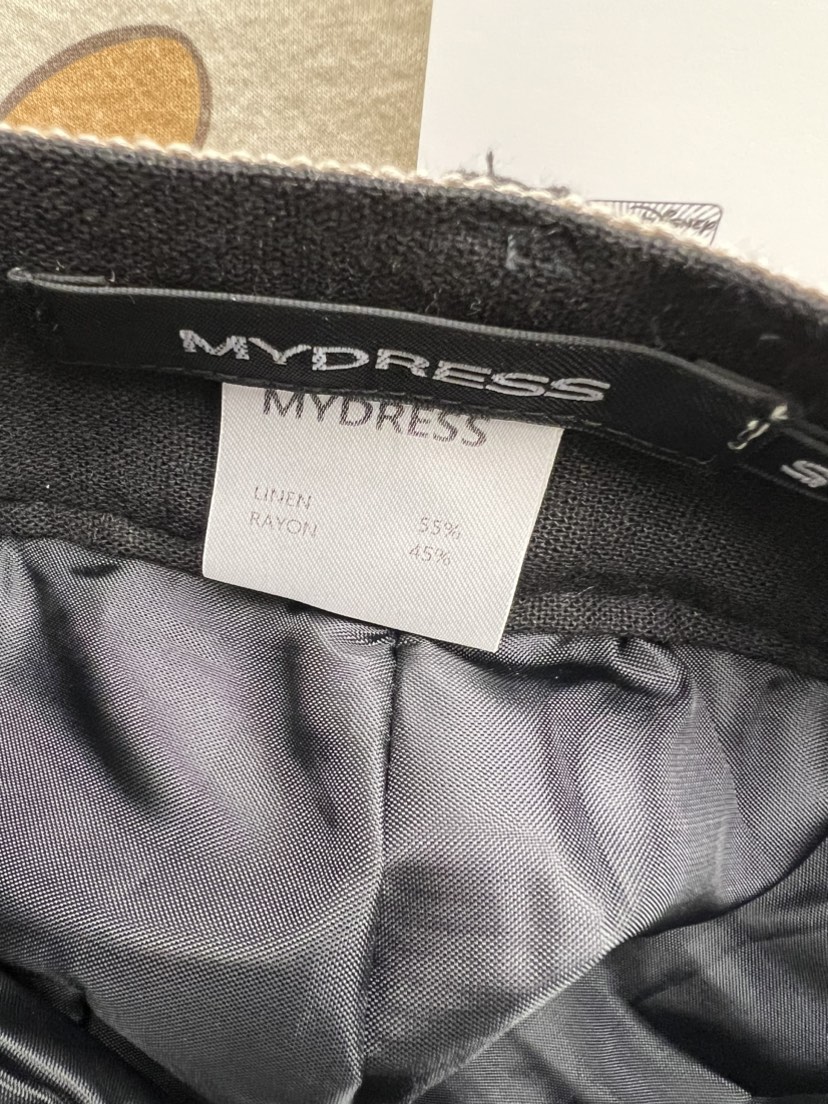 MYDRESS
S
MYDRESS
LINEN 55%
RAYON 45%